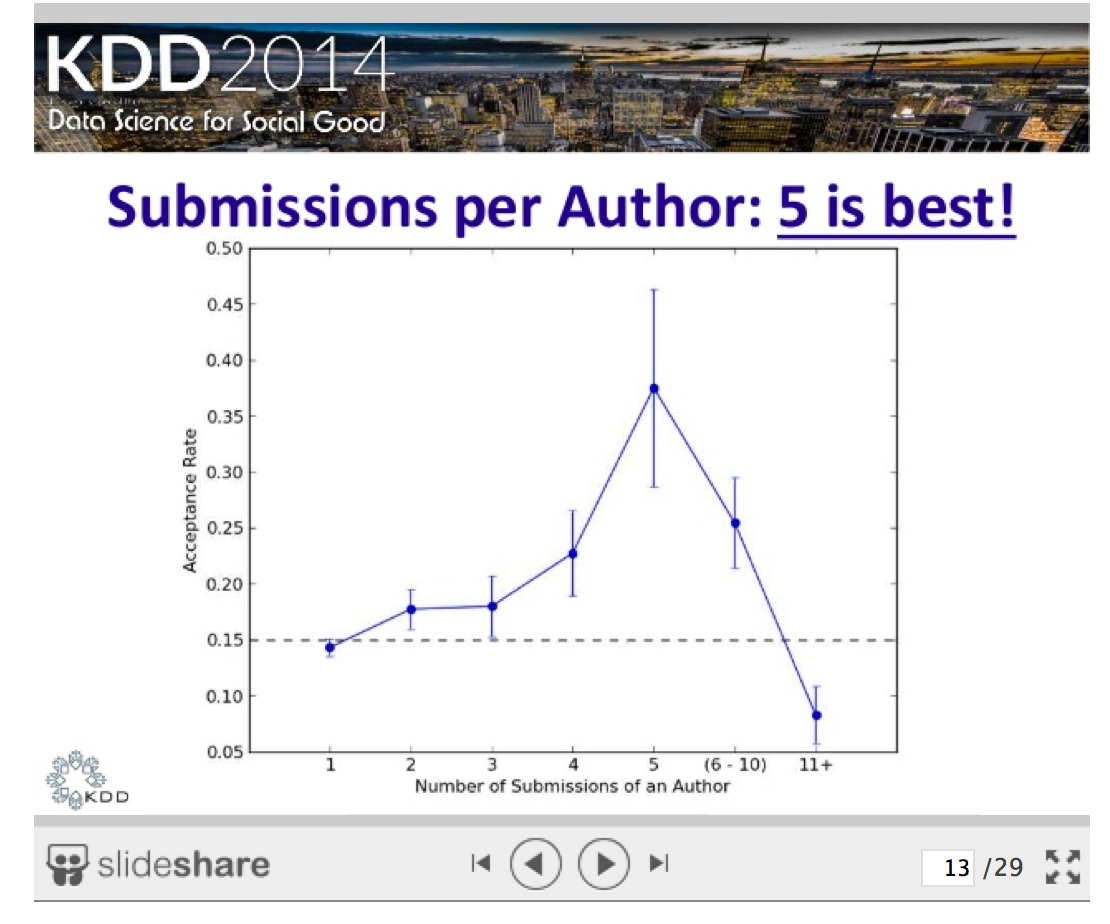 KDD2014
Data Science for Social Good
Submissions per Author: 5 is best!
0.50
0.45
0.40
0.35
0.30
0.25
0.20
0.15
0.10
0.05
Acceptance Rate
1 2 3 4 5 (6 - 10) 11+
Number of Submissions of an Author
KDD
slideshare
13 /29